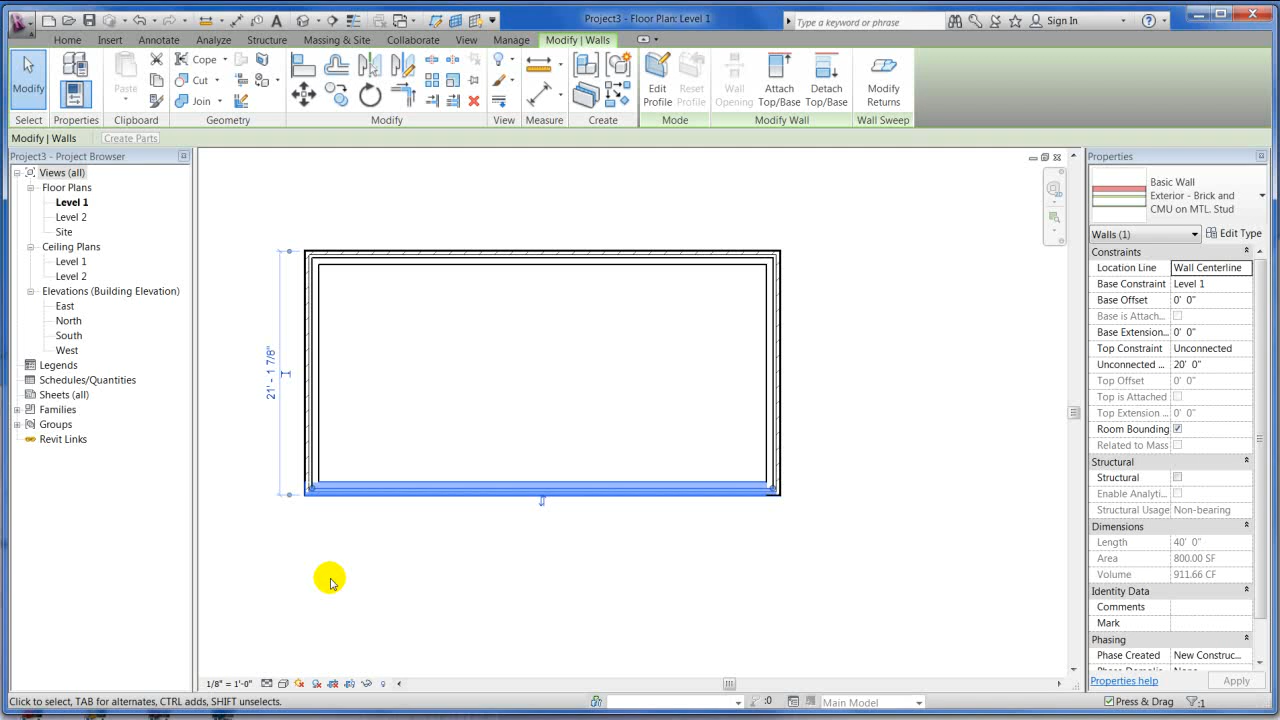 Project3 - Floor Plan: Level 1
Type a keyword or phrase
Sign In
Home Insert Annotate Analyze Structure Massing & Site Collaborate View Manage Modify | Walls
Modify
Paste
Cope
Cut
Join
Edit Profile
Reset Profile
Wall Opening
Attach Top/Base
Detach Top/Base
Modify Returns
Select Properties Clipboard Geometry Modify View Measure Create Mode Modify Wall Wall Sweep
Modify | Walls Create Parts
Project3 - Project Browser
Views (all)
Floor Plans
Level 1
Level 2
Site
Ceiling Plans
Level 1
Level 2
Elevations (Building Elevation)
East
North
South
West
Legends
Schedules/Quantities
Sheets (all)
Families
Groups
Revit Links
21' - 1 7/8"
Properties
Basic Wall
Exterior - Brick and
CMU on MTL. Stud
Walls (1) Edit Type
Constraints
Location Line Wall Centerline
Base Constraint Level 1
Base Offset 0' 0"
Base is Attach...
Base Extension... 0' 0"
Top Constraint Unconnected
Unconnected ... 20' 0"
Top Offset 0' 0"
Top is Attached
Top Extension ... 0' 0"
Room Bounding
Related to Mass
Structural
Structural
Enable Analyti...
Structural Usage Non-bearing
Dimensions
Length 40' 0"
Area 800.00 SF
Volume 911.66 CF
Identity Data
Comments
Mark
Phasing
Phase Created New Construc...
Properties help Apply
1/8" = 1'-0"
Click to select, TAB for alternates, CTRL adds, SHIFT unselects.
:0
Main Model
Press & Drag
:1